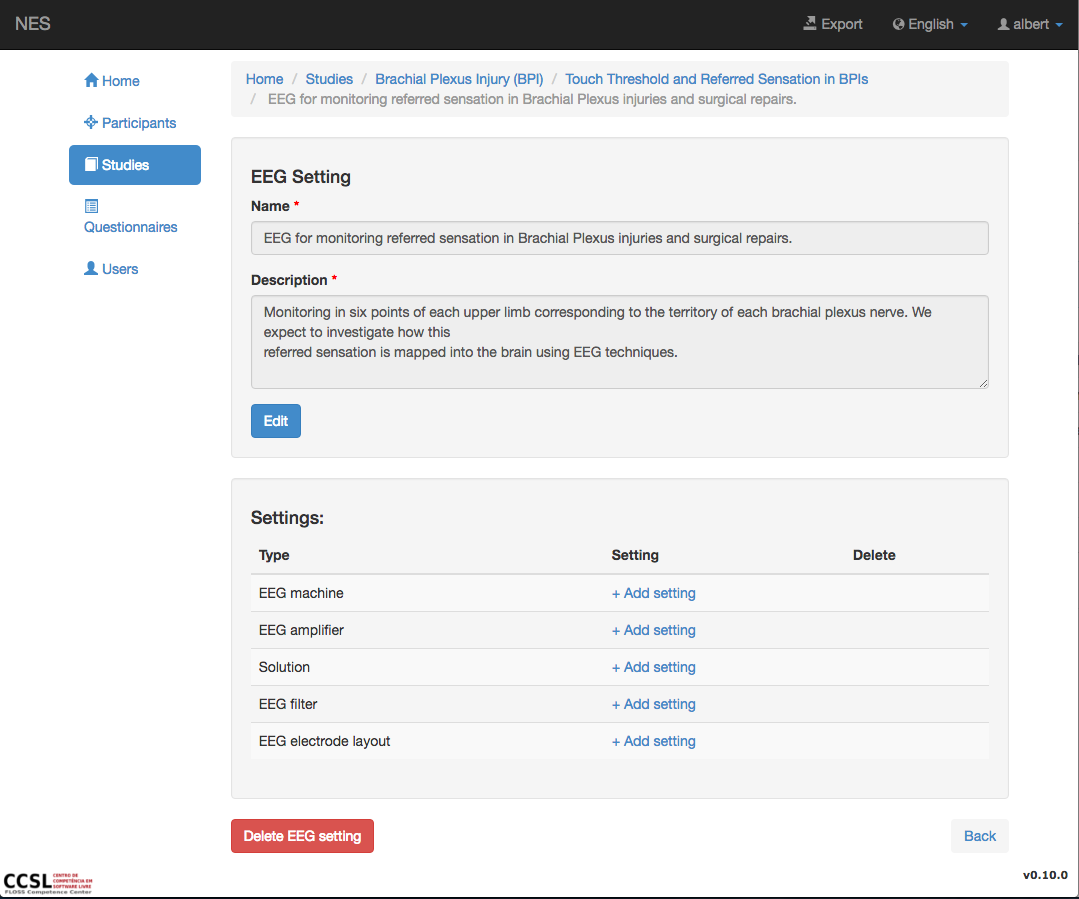 NES
Export English albert
Home
Participants
Studies
Questionnaires
Users
Home / Studies / Brachial Plexus Injury (BPI) / Touch Threshold and Referred Sensation in BPIs
/ EEG for monitoring referred sensation in Brachial Plexus injuries and surgical repairs.
EEG Setting
Name *
EEG for monitoring referred sensation in Brachial Plexus injuries and surgical repairs.
Description *
Monitoring in six points of each upper limb corresponding to the territory of each brachial plexus nerve. We
expect to investigate how this
referred sensation is mapped into the brain using EEG techniques.
Edit
Settings:
Type Setting Delete
EEG machine + Add setting
EEG amplifier + Add setting
Solution + Add setting
EEG filter + Add setting
EEG electrode layout + Add setting
Delete EEG setting
Back
CCSL
CENTRO DE
COMPETÊNCIA EM
SOFTWARE LIVRE
FLOSS Competence Center
v0.10.0